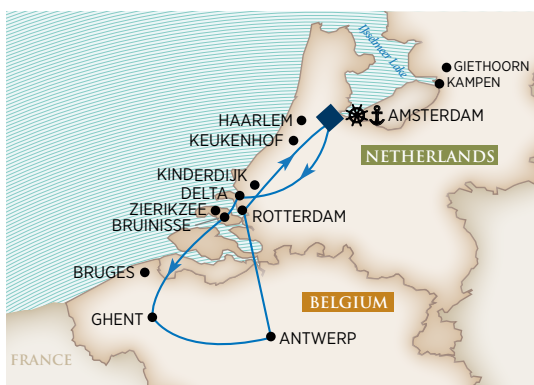 IJsselmeer Lake
GIETHOORN
KAMPEN
HAARLEM
AMSTERDAM
KEUKENHOF
NETHERLANDS
KINDERDIJK
DELTA
ZIERIKZEE
ROTTERDAM
BRUINISSE
BRUGES
BELGIUM
GHENT
ANTWERP
FRANCE